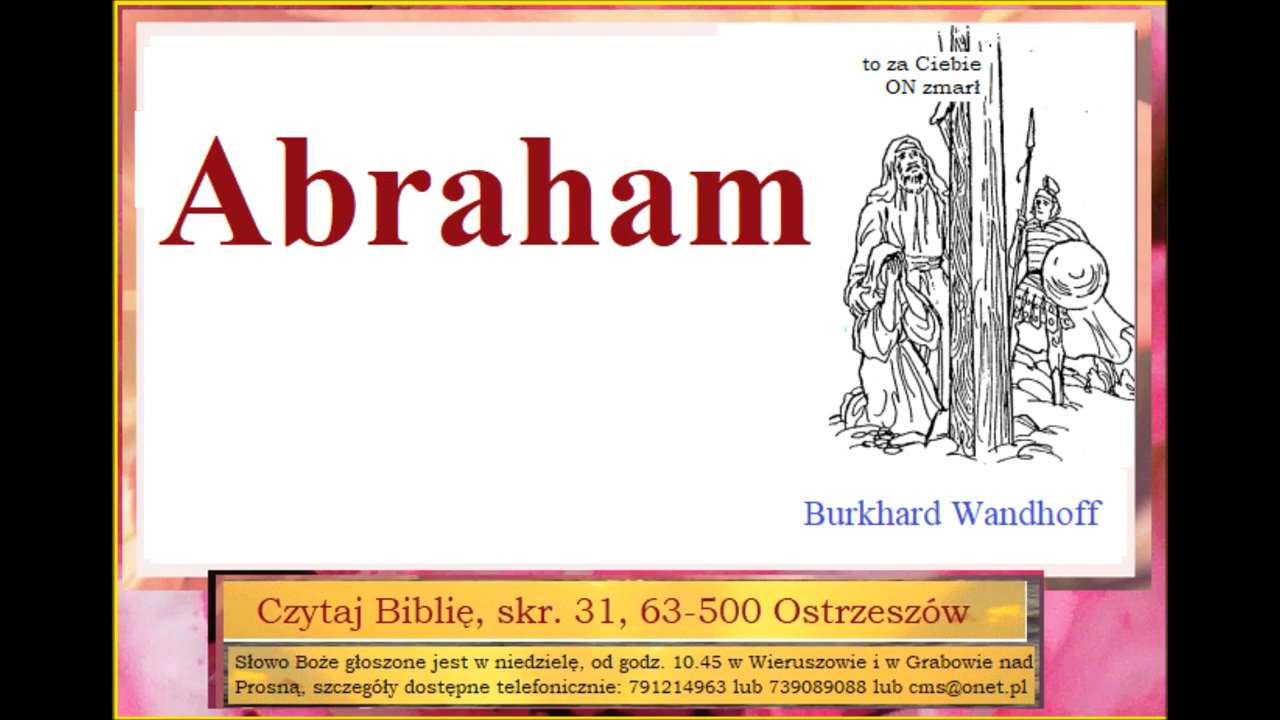 to za Ciebie
ON zmarł
Abraham
Burkhard Wandhoff
Czytaj Biblię, skr. 31, 63-500 Ostrzeszów
Słowo Boże głoszone jest w niedzielę, od godz. 10.45 w Wieruszowie i w Grabowie nad
Prosną, szczegóły dostępne telefonicznie: 791214963 lub 739089088 lub cms@onet.pl